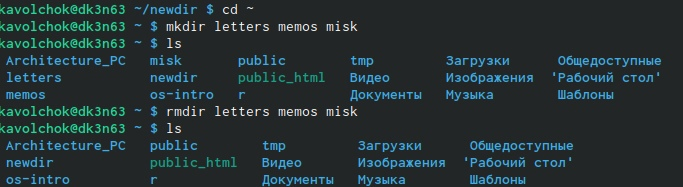 kavolchok@dk3n63 ~/newdir $ cd ~
kavolchok@dk3n63 ~ $ mkdir letters memos misk
kavolchok@dk3n63 ~ $ ls
Architecture_PC misk public tmp Загрузки Общедоступные
letters newdir public_html Видео Изображения 'Рабочий стол'
memos os-intro r Документы Музыка Шаблоны
kavolchok@dk3n63 ~ $ rmdir letters memos misk
kavolchok@dk3n63 ~ $ ls
Architecture_PC public tmp Загрузки Общедоступные
newdir public_html Видео Изображения 'Рабочий стол'
os-intro r Документы Музыка Шаблоны